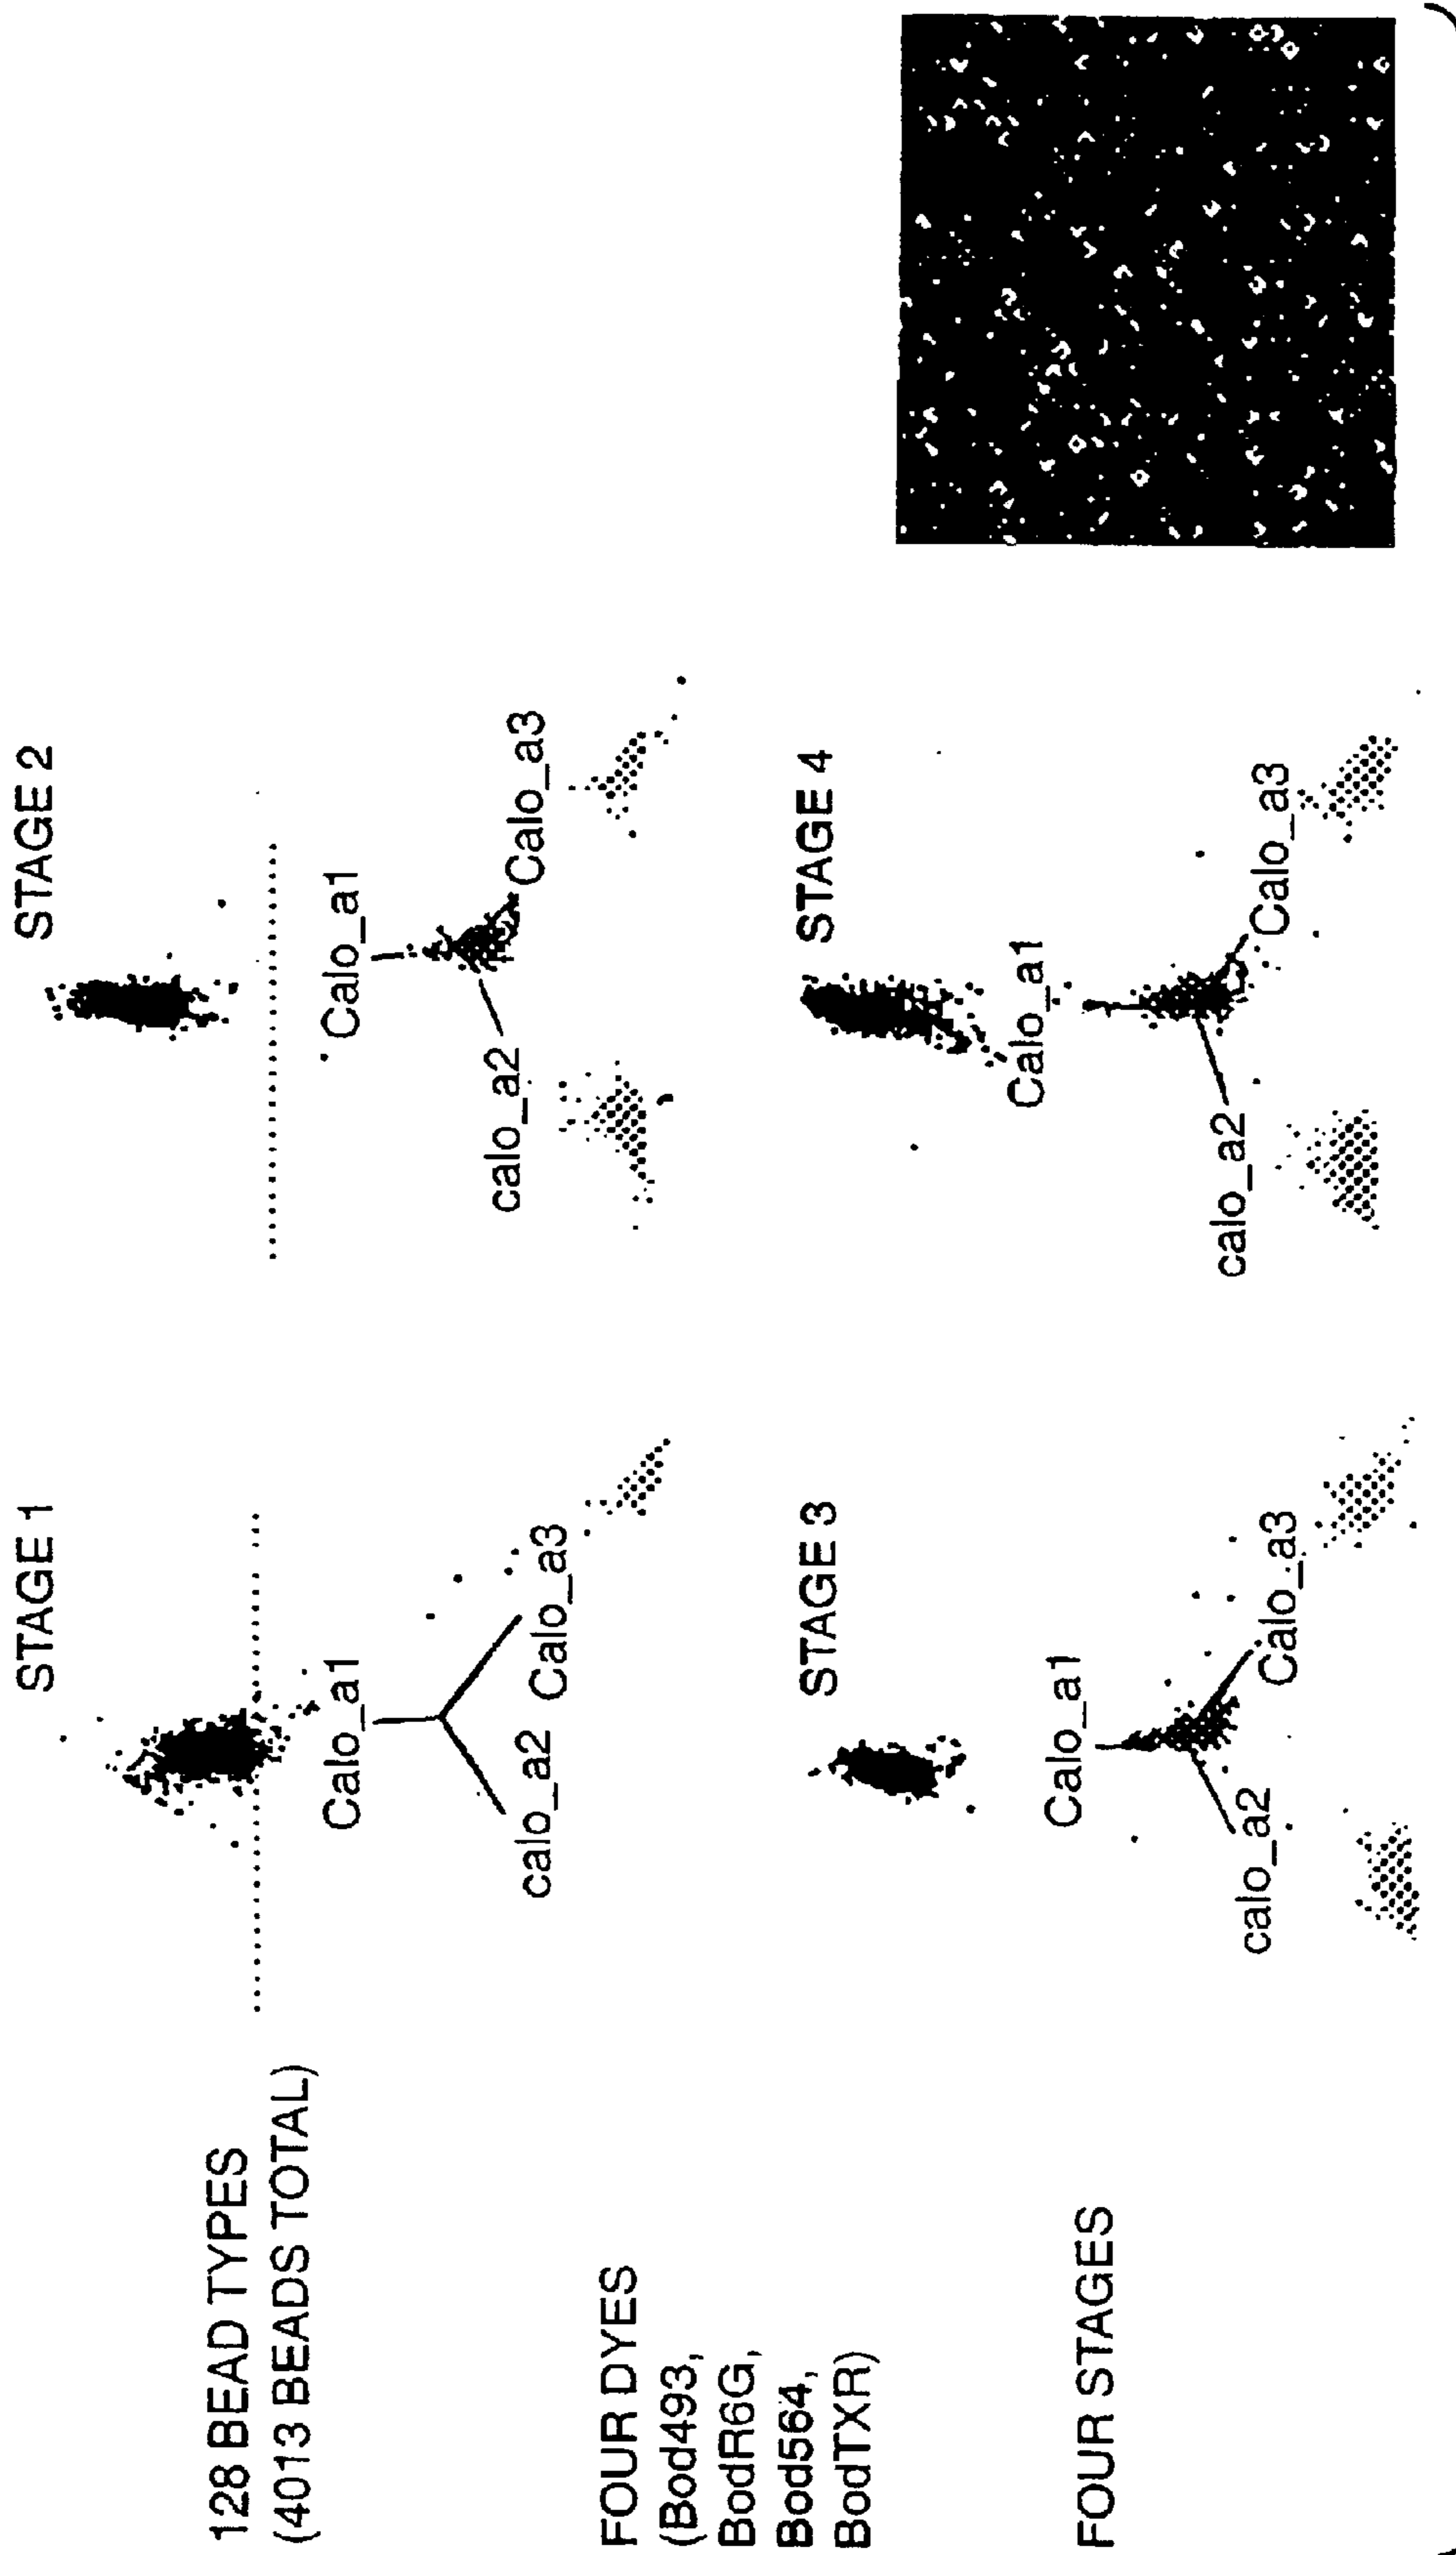 128 BEAD TYPES
(4013 BEADS TOTAL)
FOUR DYES
(Bod493,
BodR6G,
Bod564,
BodTXR)
FOUR STAGES
STAGE 1
Calo_a1
calo_a2
Calo_a3
STAGE 2
Calo_a1
calo_a2
Calo_a3
STAGE 3
Calo_a1
calo_a2
Calo_a3
STAGE 4
Calo_a1
calo_a2
Calo_a3